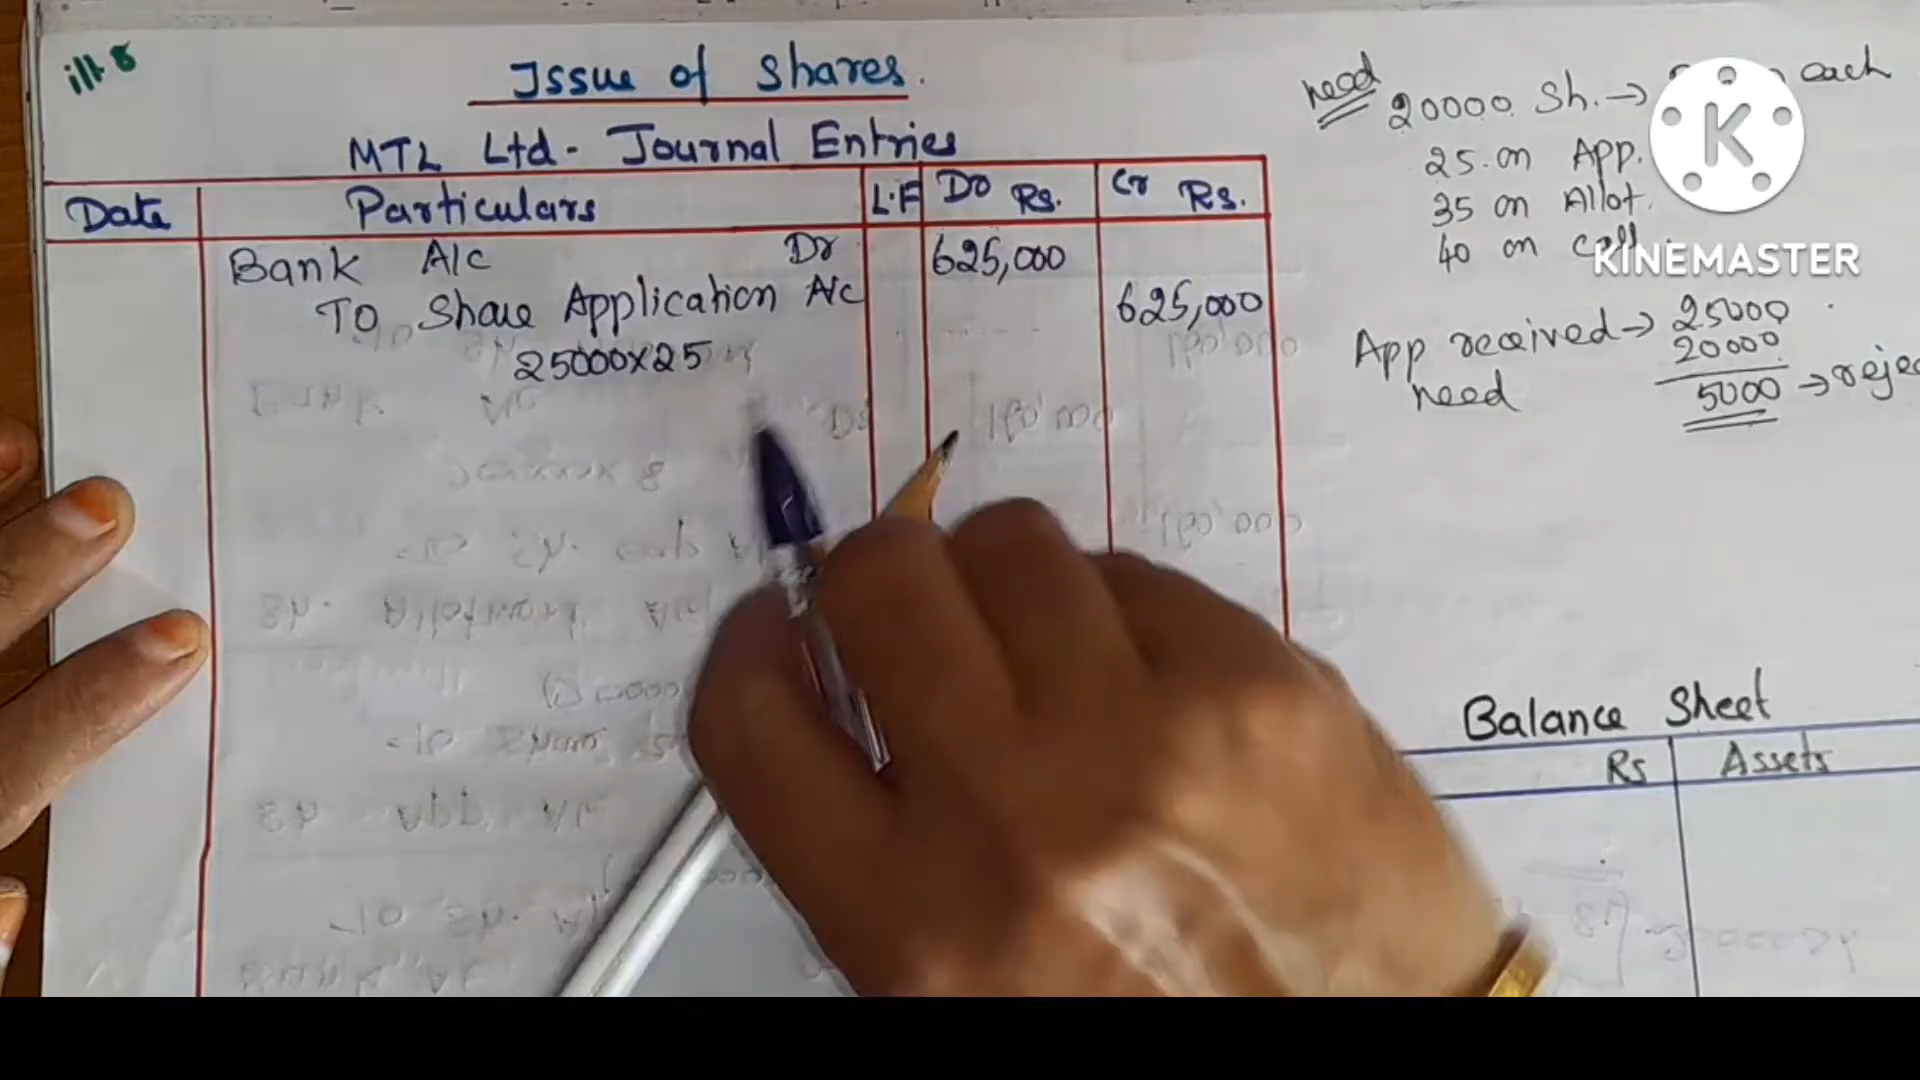 ill 8
Issue of Shares.
MTL Ltd - Journal Entries
Date Particulars L.F Dr Rs. Cr Rs.
Bank A/c Dr 625,000
To Share Application A/c 625,000
25000x25
need 20000 Sh. → each
25 on App.
35 on Allot.
40 on Call.
KINEMASTER
App received → 25000
need 20000
5000 → rejec
Balance Sheet
Rs Assets